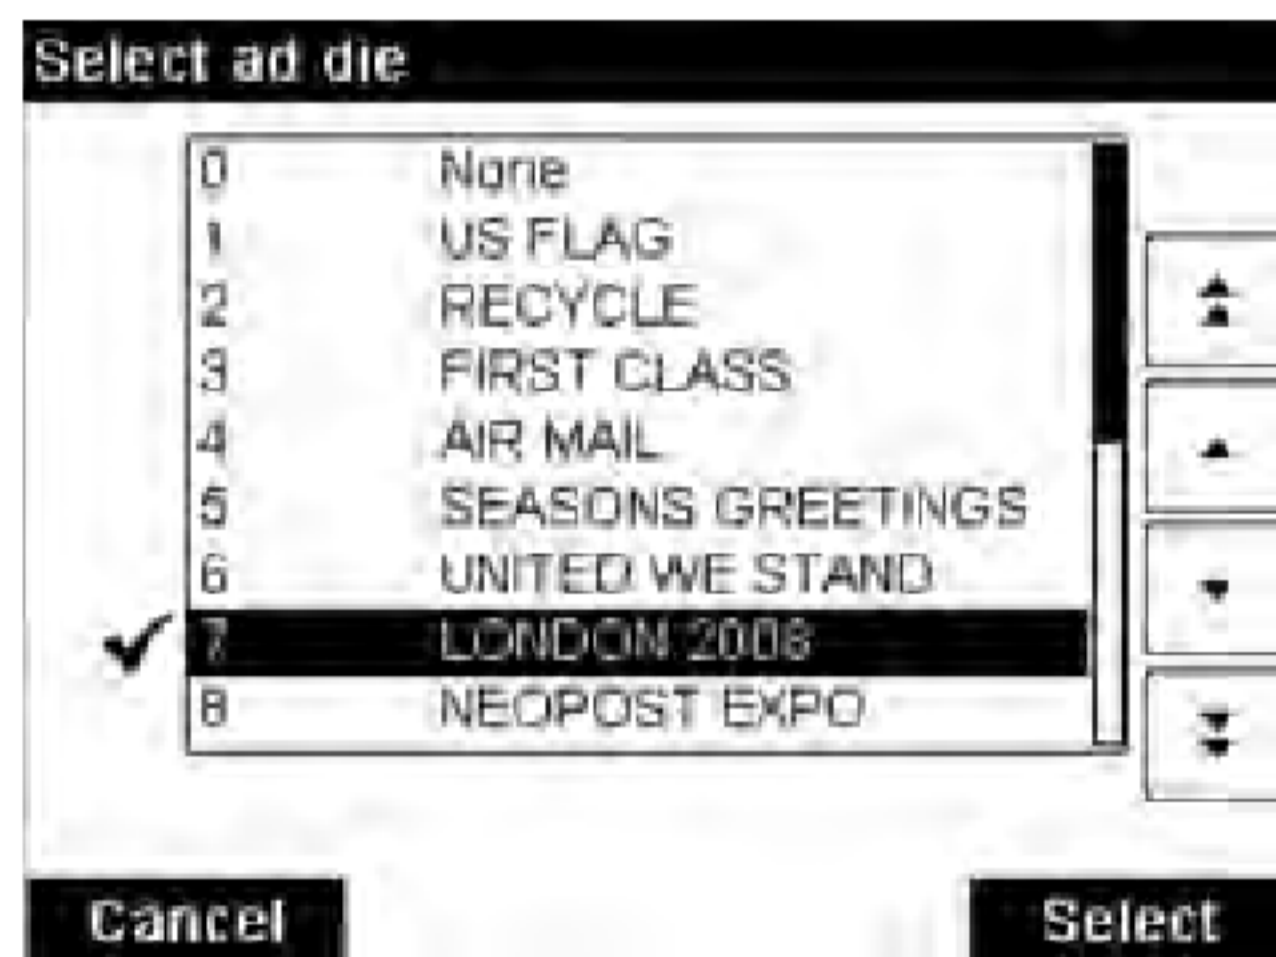 Select ad die
0 None
1 US FLAG
2 RECYCLE
3 FIRST CLASS
4 AIR MAIL
5 SEASONS GREETINGS
6 UNITED WE STAND
7 LONDON 2008
8 NEOPOST EXPO
Cancel Select